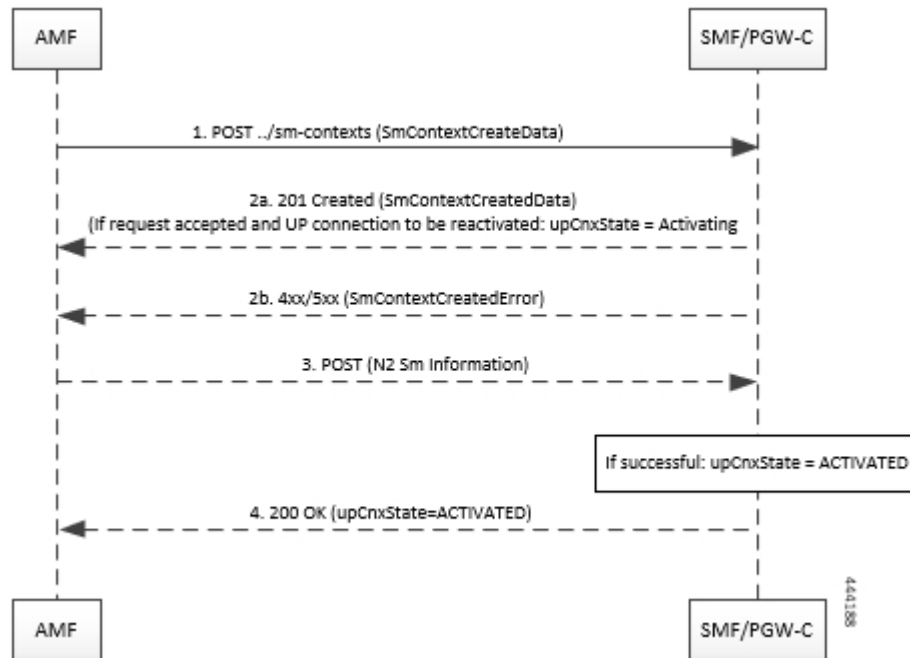 AMF
SMF/PGW-C
1. POST ../sm-contexts (SmContextCreateData)
2a. 201 Created (SmContextCreatedData)
(If request accepted and UP connection to be reactivated: upCnxState = Activating
2b. 4xx/5xx (SmContextCreatedError)
3. POST (N2 Sm Information)
If successful: upCnxState = ACTIVATED
4. 200 OK (upCnxState=ACTIVATED)
AMF
SMF/PGW-C
444188